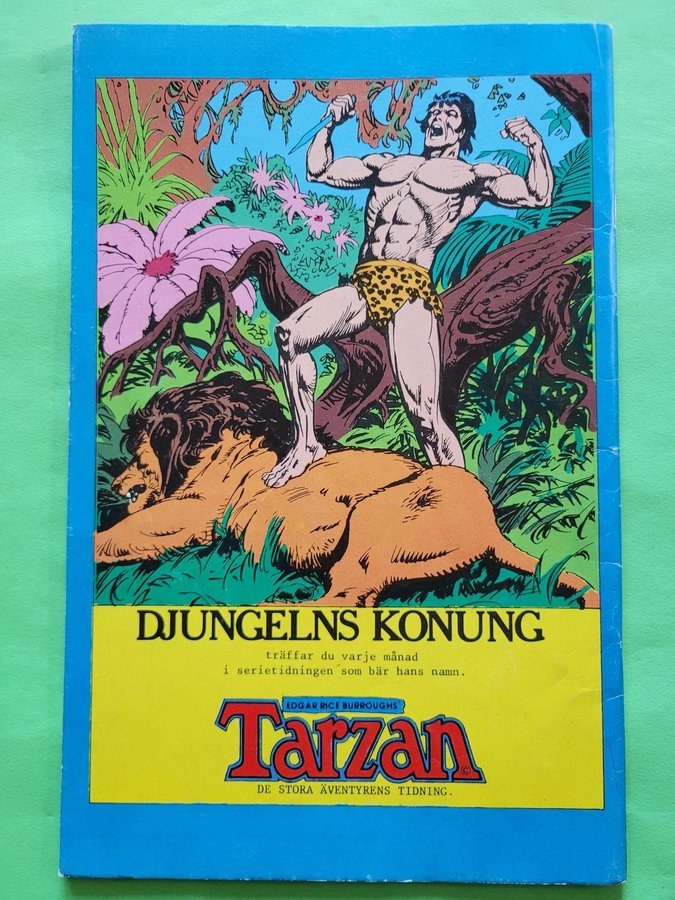 DJUNGELNS KONUNG
träffar du varje månad
i serietidningen som bär hans namn.
EDGAR RICE BURROUGHS'
Tarzan ©
DE STORA ÄVENTYRENS TIDNING.